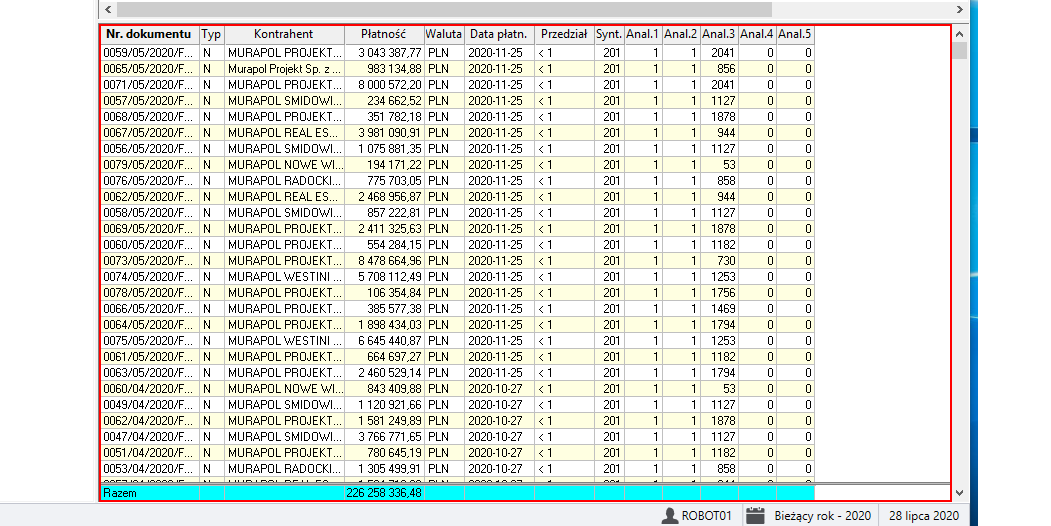 Nr. dokumentu Typ Kontrahent Płatność Waluta Data płatn. Przedział Synt. Anal.1 Anal.2 Anal.3 Anal.4 Anal.5
0059/05/2020/F... N MURAPOL PROJEKT... 3 043 387,77 PLN 2020-11-25 < 1 201 1 1 2041 0 0
0065/05/2020/F... N Murapol Projekt Sp. z ... 983 134,88 PLN 2020-11-25 < 1 201 1 1 856 0 0
0071/05/2020/F... N MURAPOL PROJEKT... 8 000 572,20 PLN 2020-11-25 < 1 201 1 1 2041 0 0
0057/05/2020/F... N MURAPOL SMIDOWI... 234 662,52 PLN 2020-11-25 < 1 201 1 1 1127 0 0
0068/05/2020/F... N MURAPOL PROJEKT... 351 782,18 PLN 2020-11-25 < 1 201 1 1 1878 0 0
0067/05/2020/F... N MURAPOL REAL ES... 3 981 090,91 PLN 2020-11-25 < 1 201 1 1 944 0 0
0056/05/2020/F... N MURAPOL SMIDOWI... 1 075 881,35 PLN 2020-11-25 < 1 201 1 1 1127 0 0
0079/05/2020/F... N MURAPOL NOWE WI... 194 171,22 PLN 2020-11-25 < 1 201 1 1 53 0 0
0076/05/2020/F... N MURAPOL RADOCKI... 775 703,05 PLN 2020-11-25 < 1 201 1 1 858 0 0
0062/05/2020/F... N MURAPOL REAL ES... 2 468 956,87 PLN 2020-11-25 < 1 201 1 1 944 0 0
0058/05/2020/F... N MURAPOL SMIDOWI... 857 222,81 PLN 2020-11-25 < 1 201 1 1 1127 0 0
0069/05/2020/F... N MURAPOL PROJEKT... 2 411 325,63 PLN 2020-11-25 < 1 201 1 1 1878 0 0
0060/05/2020/F... N MURAPOL PROJEKT... 554 284,15 PLN 2020-11-25 < 1 201 1 1 1182 0 0
0073/05/2020/F... N MURAPOL PROJEKT... 8 478 664,96 PLN 2020-11-25 < 1 201 1 1 730 0 0
0074/05/2020/F... N MURAPOL WESTINI ... 5 708 112,49 PLN 2020-11-25 < 1 201 1 1 1253 0 0
0078/05/2020/F... N MURAPOL PROJEKT... 106 354,84 PLN 2020-11-25 < 1 201 1 1 1756 0 0
0066/05/2020/F... N MURAPOL PROJEKT... 385 577,38 PLN 2020-11-25 < 1 201 1 1 1469 0 0
0064/05/2020/F... N MURAPOL PROJEKT... 1 898 434,03 PLN 2020-11-25 < 1 201 1 1 1794 0 0
0075/05/2020/F... N MURAPOL WESTINI ... 6 645 440,87 PLN 2020-11-25 < 1 201 1 1 1253 0 0
0061/05/2020/F... N MURAPOL PROJEKT... 664 697,27 PLN 2020-11-25 < 1 201 1 1 1182 0 0
0063/05/2020/F... N MURAPOL PROJEKT... 2 460 529,14 PLN 2020-11-25 < 1 201 1 1 1794 0 0
0060/04/2020/F... N MURAPOL NOWE WI... 843 409,88 PLN 2020-10-27 < 1 201 1 1 53 0 0
0049/04/2020/F... N MURAPOL SMIDOWI... 1 120 921,66 PLN 2020-10-27 < 1 201 1 1 1127 0 0
0062/04/2020/F... N MURAPOL PROJEKT... 1 581 249,89 PLN 2020-10-27 < 1 201 1 1 1878 0 0
0047/04/2020/F... N MURAPOL SMIDOWI... 3 766 771,65 PLN 2020-10-27 < 1 201 1 1 1127 0 0
0051/04/2020/F... N MURAPOL PROJEKT... 780 645,19 PLN 2020-10-27 < 1 201 1 1 1182 0 0
0053/04/2020/F... N MURAPOL RADOCKI... 1 305 499,91 PLN 2020-10-27 < 1 201 1 1 858 0 0
Razem 226 258 336,48
ROBOT01 Bieżący rok - 2020 28 lipca 2020